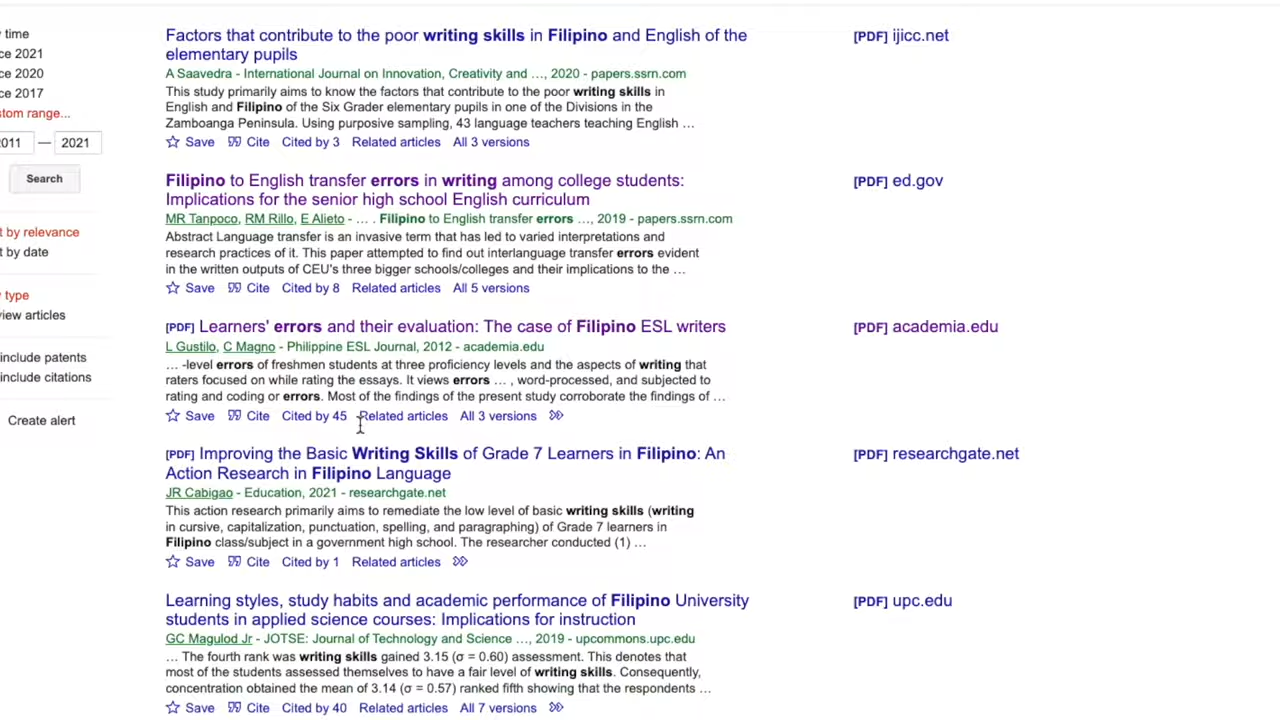 time
ce 2021
ce 2020
ce 2017
tom range...
011 — 2021
Search
t by relevance
t by date
type
iew articles
include patents
include citations
Create alert
Factors that contribute to the poor writing skills in Filipino and English of the
elementary pupils
A Saavedra - International Journal on Innovation, Creativity and …, 2020 - papers.ssrn.com
This study primarily aims to know the factors that contribute to the poor writing skills in
English and Filipino of the Six Grader elementary pupils in one of the Divisions in the
Zamboanga Peninsula. Using purposive sampling, 43 language teachers teaching English …
Save Cite Cited by 3 Related articles All 3 versions
[PDF] ijicc.net
Filipino to English transfer errors in writing among college students:
Implications for the senior high school English curriculum
MR Tanpoco, RM Rillo, E Alieto - … . Filipino to English transfer errors …, 2019 - papers.ssrn.com
Abstract Language transfer is an invasive term that has led to varied interpretations and
research practices of it. This paper attempted to find out interlanguage transfer errors evident
in the written outputs of CEU's three bigger schools/colleges and their implications to the …
Save Cite Cited by 8 Related articles All 5 versions
[PDF] ed.gov
[PDF] Learners' errors and their evaluation: The case of Filipino ESL writers
L Gustilo, C Magno - Philippine ESL Journal, 2012 - academia.edu
… -level errors of freshmen students at three proficiency levels and the aspects of writing that
raters focused on while rating the essays. It views errors … , word-processed, and subjected to
rating and coding or errors. Most of the findings of the present study corroborate the findings of …
Save Cite Cited by 45 Related articles All 3 versions
[PDF] academia.edu
[PDF] Improving the Basic Writing Skills of Grade 7 Learners in Filipino: An
Action Research in Filipino Language
JR Cabigao - Education, 2021 - researchgate.net
This action research primarily aims to remediate the low level of basic writing skills (writing
in cursive, capitalization, punctuation, spelling, and paragraphing) of Grade 7 learners in
Filipino class/subject in a government high school. The researcher conducted (1) …
Save Cite Cited by 1 Related articles
[PDF] researchgate.net
Learning styles, study habits and academic performance of Filipino University
students in applied science courses: Implications for instruction
GC Magulod Jr - JOTSE: Journal of Technology and Science …, 2019 - upcommons.upc.edu
… The fourth rank was writing skills gained 3.15 (σ = 0.60) assessment. This denotes that
most of the students assessed themselves to have a fair level of writing skills. Consequently,
concentration obtained the mean of 3.14 (σ = 0.57) ranked fifth showing that the respondents …
Save Cite Cited by 40 Related articles All 7 versions
[PDF] upc.edu